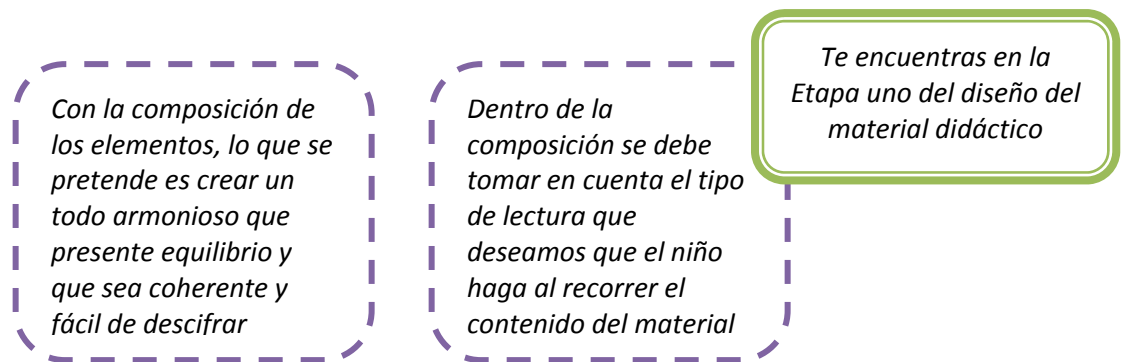 Te encuentras en la
Etapa uno del diseño del
material didáctico
Con la composición de
los elementos, lo que se
pretende es crear un
todo armonioso que
presente equilibrio y
que sea coherente y
fácil de descifrar
Dentro de la
composición se debe
tomar en cuenta el tipo
de lectura que
deseamos que el niño
haga al recorrer el
contenido del material